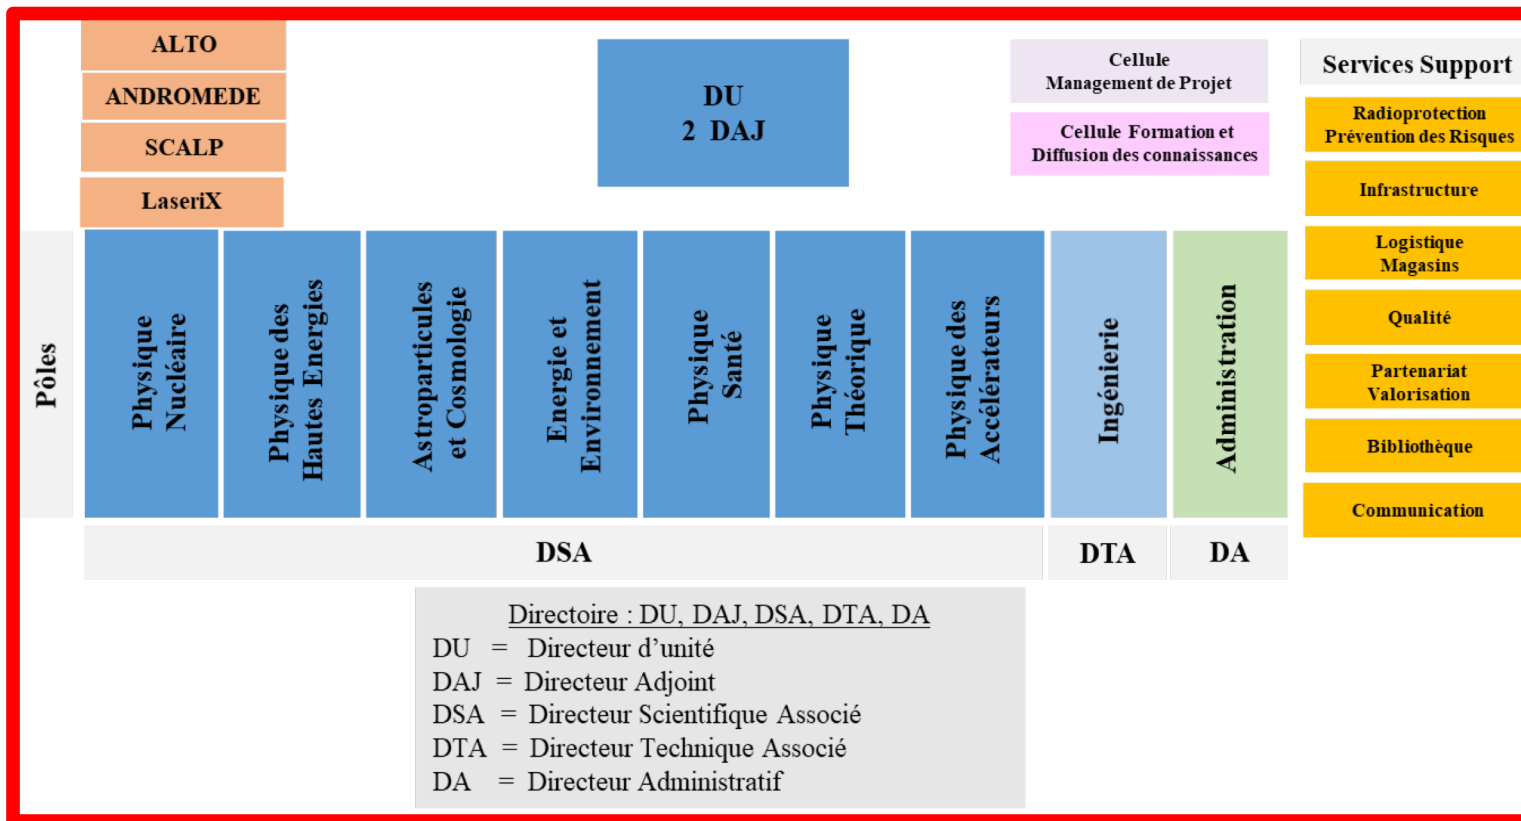 ALTO
ANDROMEDE
SCALP
LaseriX
DU
2 DAJ
Cellule
Management de Projet
Cellule Formation et
Diffusion des connaissances
Services Support
Radioprotection
Prévention des Risques
Infrastructure
Logistique
Magasins
Qualité
Partenariat
Valorisation
Bibliothèque
Communication
Pôles
Physique
Nucléaire
Physique des
Hautes Energies
Astroparticules
et Cosmologie
Energie et
Environnement
Physique
Santé
Physique
Théorique
Physique des
Accélérateurs
Ingénierie
Administration
DSA
DTA
DA
Directoire : DU, DAJ, DSA, DTA, DA
DU = Directeur d’unité
DAJ = Directeur Adjoint
DSA = Directeur Scientifique Associé
DTA = Directeur Technique Associé
DA = Directeur Administratif